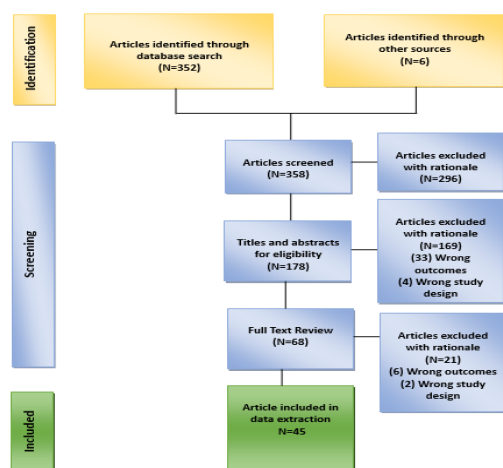 Identification
Articles identified through
database search
(N=352)
Articles identified through
other sources
(N=6)
Screening
Articles screened
(N=358)
Articles excluded
with rationale
(N=296)
Titles and abstracts
for eligibility
(N=178)
Articles excluded
with rationale
(N=169)
(33) Wrong
outcomes
(4) Wrong study
design
Full Text Review
(N=68)
Articles excluded
with rationale
(N=21)
(6) Wrong outcomes
(2) Wrong study
design
Included
Article included in
data extraction
N=45